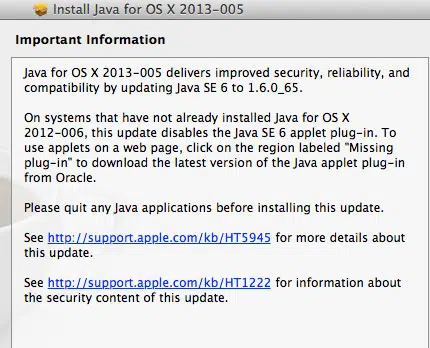 Install Java for OS X 2013-005
Important Information
Java for OS X 2013-005 delivers improved security, reliability, and
compatibility by updating Java SE 6 to 1.6.0_65.
On systems that have not already installed Java for OS X
2012-006, this update disables the Java SE 6 applet plug-in. To
use applets on a web page, click on the region labeled "Missing
plug-in" to download the latest version of the Java applet plug-in
from Oracle.
Please quit any Java applications before installing this update.
See http://support.apple.com/kb/HT5945 for more details about
this update.
See http://support.apple.com/kb/HT1222 for information about
the security content of this update.